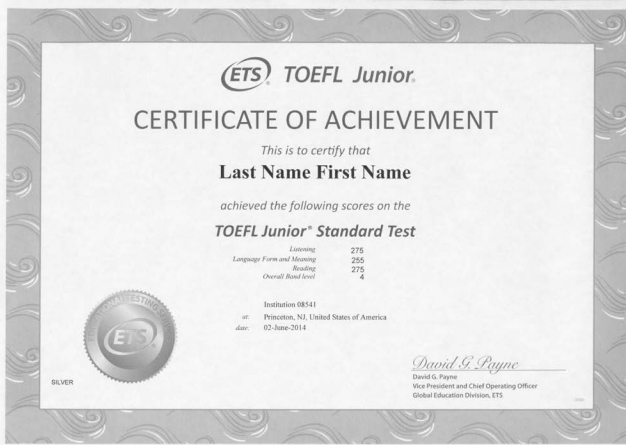 ETS® TOEFL Junior®
CERTIFICATE OF ACHIEVEMENT
This is to certify that
Last Name First Name
achieved the following scores on the
TOEFL Junior® Standard Test
Listening 275
Language Form and Meaning 255
Reading 275
Overall Band level 4
Institution 08541
at: Princeton, NJ, United States of America
date: 02-June-2014
ETS
SILVER
David G. Payne
David G. Payne
Vice President and Chief Operating Officer
Global Education Division, ETS